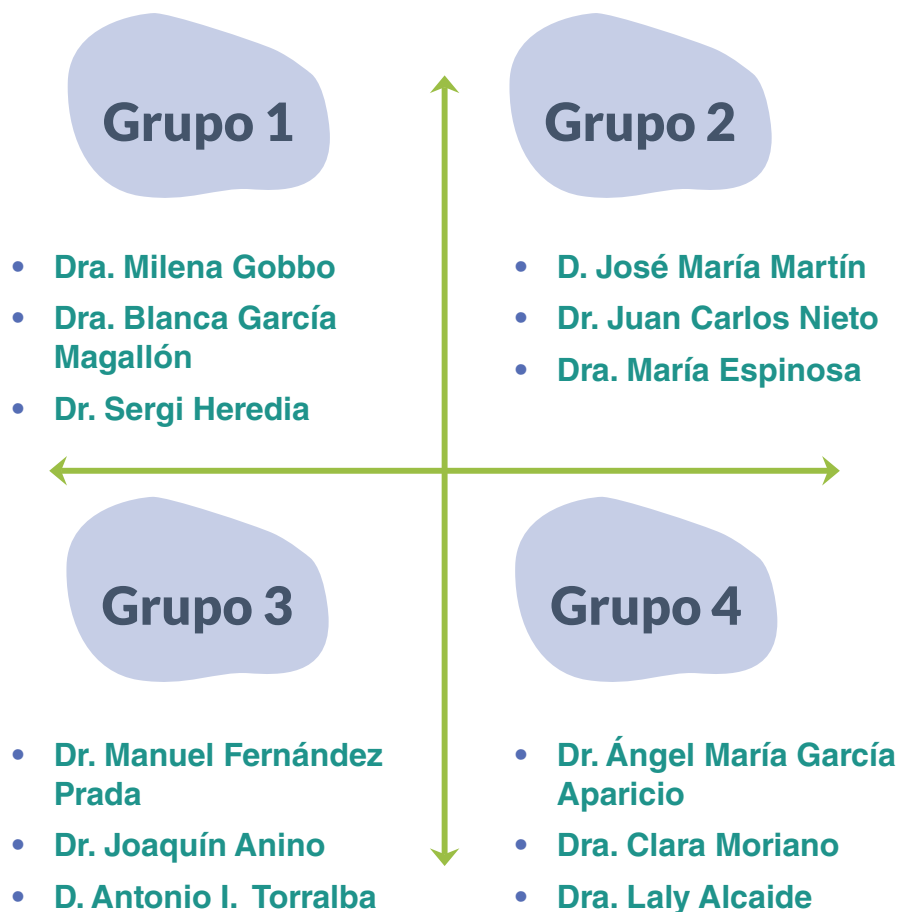 Grupo 1
• Dra. Milena Gobbo
• Dra. Blanca García
Magallón
• Dr. Sergi Heredia
Grupo 2
• D. José María Martín
• Dr. Juan Carlos Nieto
• Dra. María Espinosa
Grupo 3
• Dr. Manuel Fernández
Prada
• Dr. Joaquín Anino
• D. Antonio I. Torralba
Grupo 4
• Dr. Ángel María García
Aparicio
• Dra. Clara Moriano
• Dra. Laly Alcaide